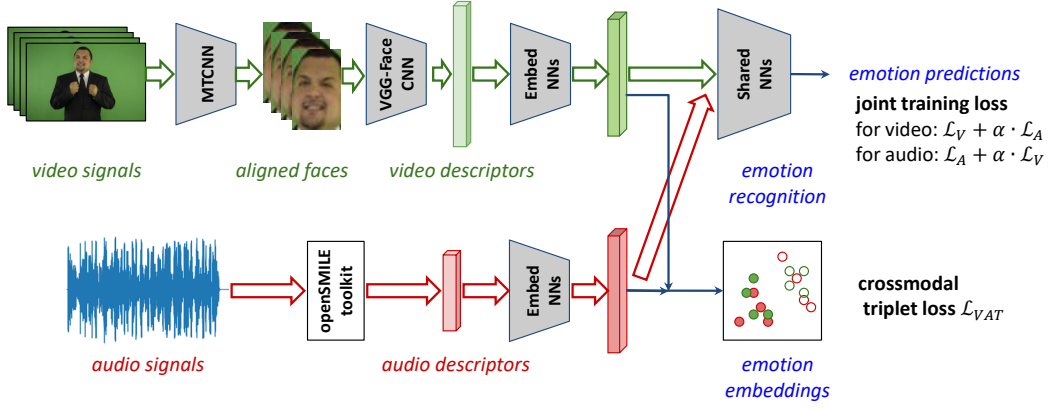 MTCNN
VGG-Face
CNN
Embed
NNs
Shared
NNs
emotion predictions
joint training loss
for video: ℒ_V + α · ℒ_A
for audio: ℒ_A + α · ℒ_V
video signals
aligned faces
video descriptors
emotion
recognition
openSMILE
toolkit
Embed
NNs
crossmodal
triplet loss ℒ_VAT
audio signals
audio descriptors
emotion
embeddings